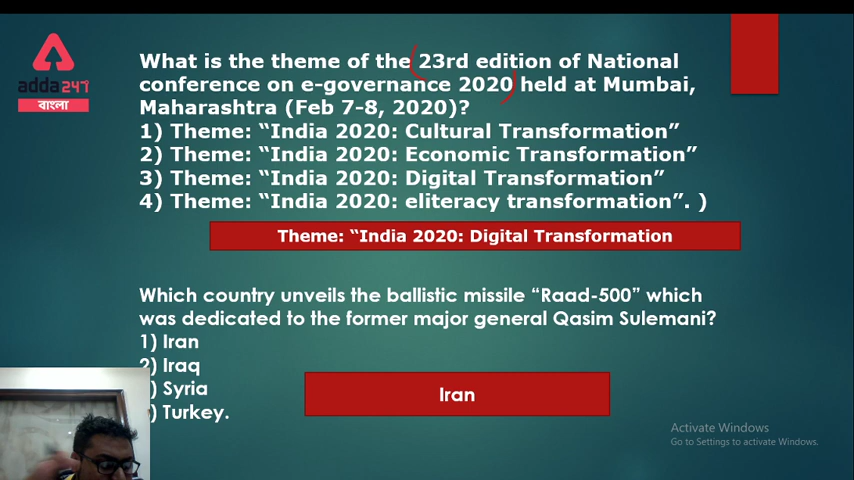 adda247
বাংলা
What is the theme of the 23rd edition of National
conference on e-governance 2020 held at Mumbai,
Maharashtra (Feb 7-8, 2020)?
1) Theme: “India 2020: Cultural Transformation”
2) Theme: “India 2020: Economic Transformation”
3) Theme: “India 2020: Digital Transformation”
4) Theme: “India 2020: eliteracy transformation”. )
Theme: “India 2020: Digital Transformation
Which country unveils the ballistic missile “Raad-500” which
was dedicated to the former major general Qasim Sulemani?
1) Iran
2) Iraq
) Syria
) Turkey.
Iran
Activate Windows
Go to Settings to activate Windows.